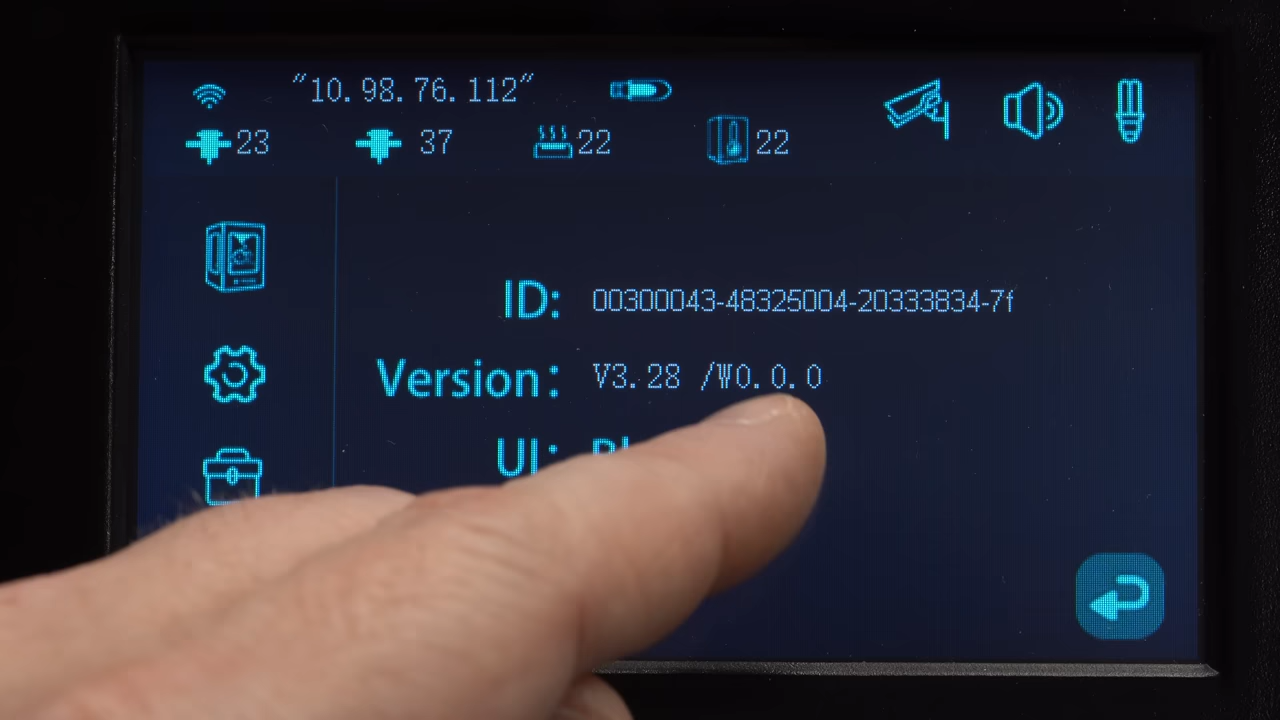 "10.98.76.112"
23 37 22 22
ID: 00300043-48325004-20333834-7f
Version: V3.28 /W0.0.0
UI: